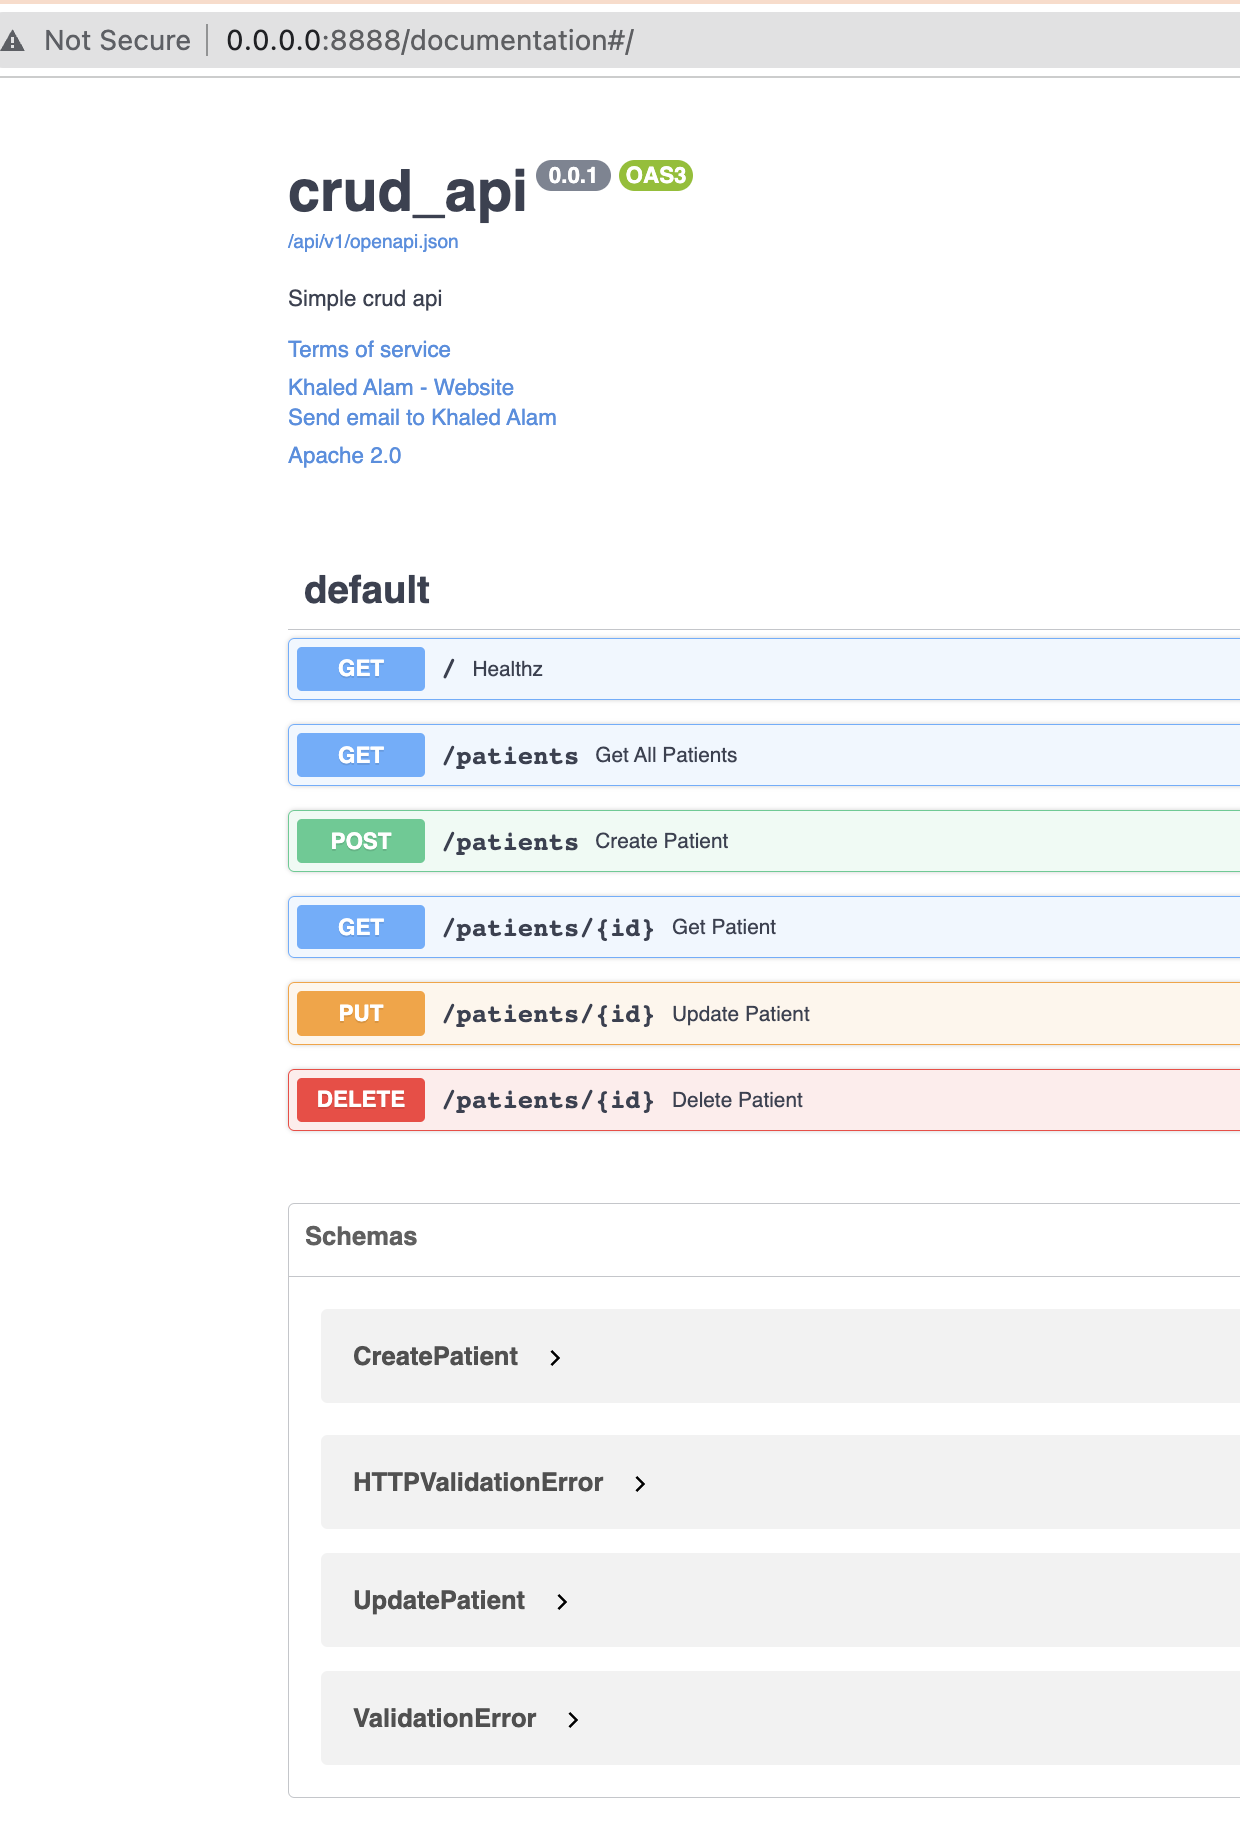 Not Secure 0.0.0.0:8888/documentation#/
crud_api 0.0.1 OAS3
/api/v1/openapi.json
Simple crud api
Terms of service
Khaled Alam - Website
Send email to Khaled Alam
Apache 2.0
default
GET / Healthz
GET /patients Get All Patients
POST /patients Create Patient
GET /patients/{id} Get Patient
PUT /patients/{id} Update Patient
DELETE /patients/{id} Delete Patient
Schemas
CreatePatient
HTTPValidationError
UpdatePatient
ValidationError